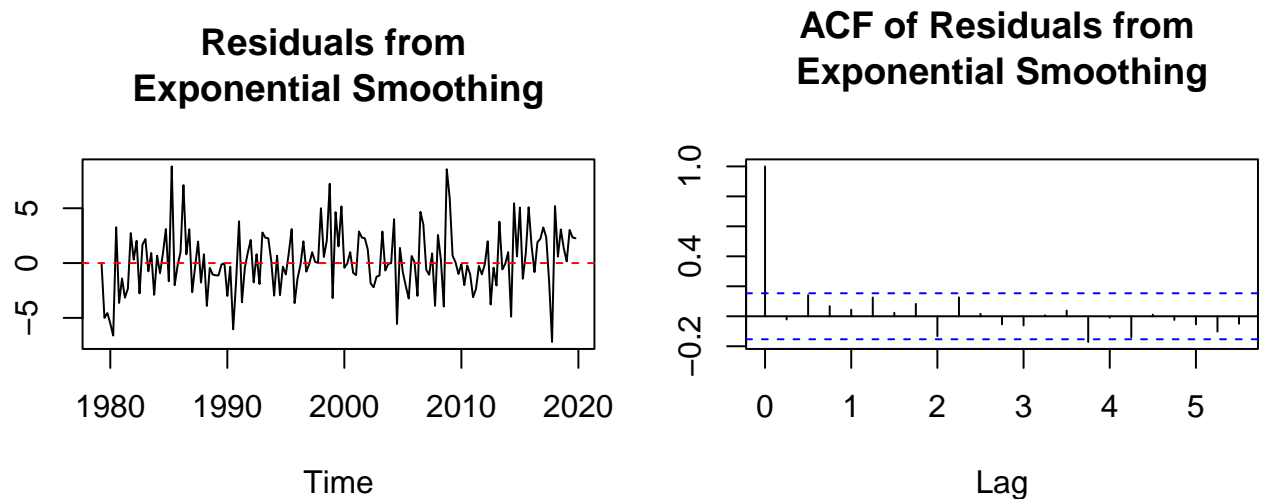 Residuals from
Exponential Smoothing
5
0
−5
1980 1990 2000 2010 2020
Time
ACF of Residuals from
Exponential Smoothing
1.0
0.4
−0.2
0 1 2 3 4 5
Lag